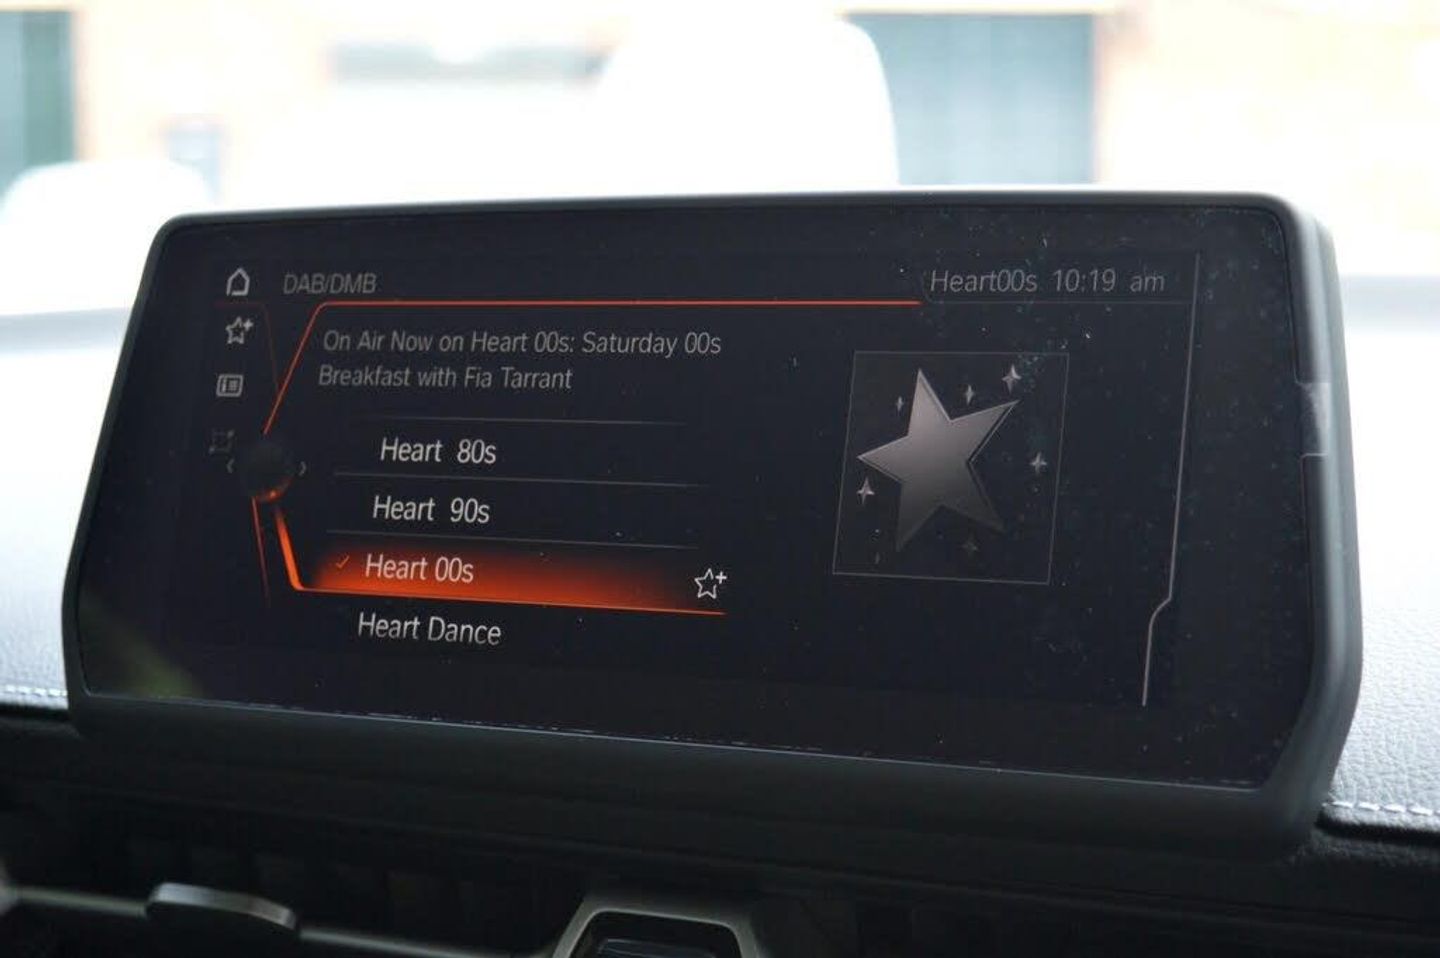 DAB/DMB
Heart00s 10:19 am
On Air Now on Heart 00s: Saturday 00s
Breakfast with Fia Tarrant
Heart 80s
Heart 90s
Heart 00s
Heart Dance